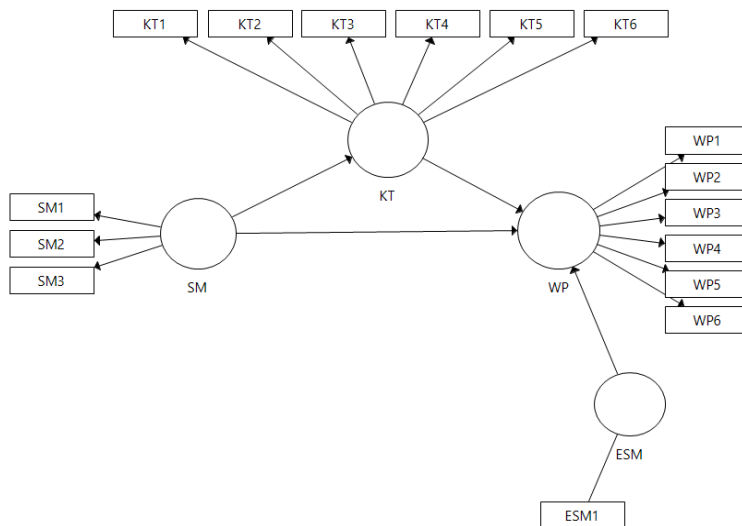 KT1 KT2 KT3 KT4 KT5 KT6
WP1
WP2
KT
SM1
WP3
SM2
WP4
SM3
SM
WP
WP5
WP6
ESM
ESM1